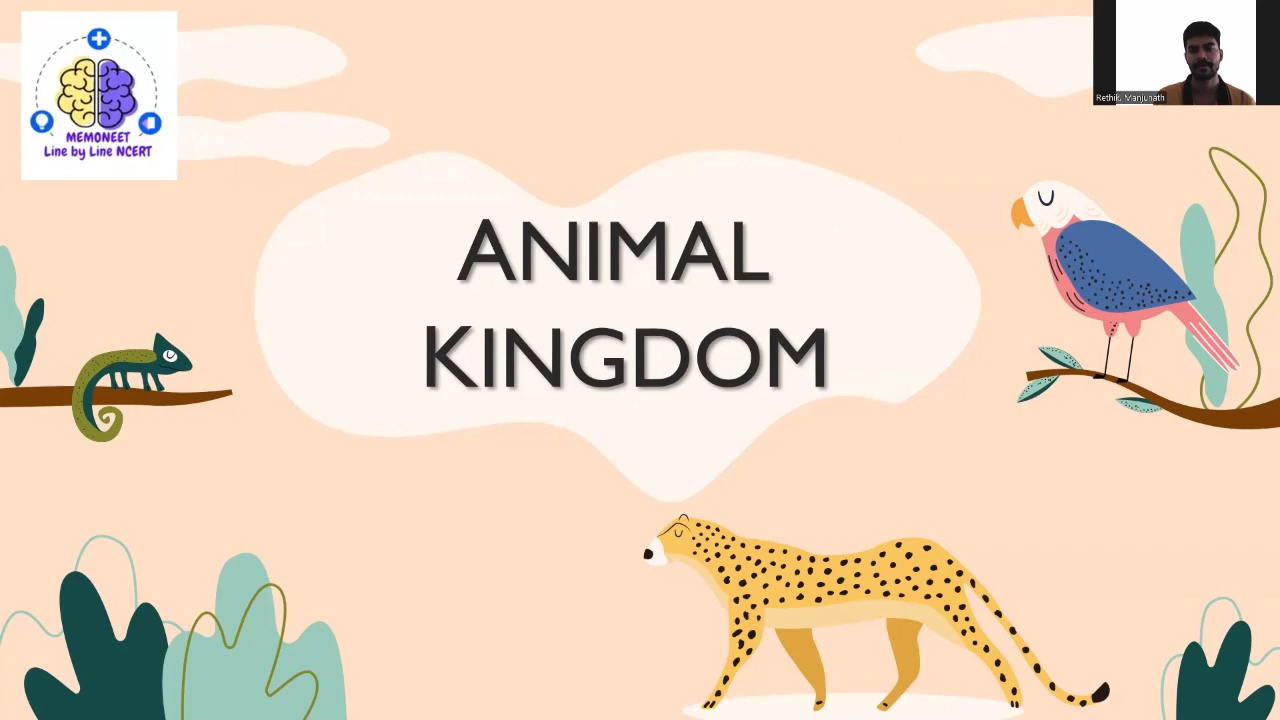 MEMONEET
Line by Line NCERT
Rethik. Manjunath
ANIMAL
KINGDOM